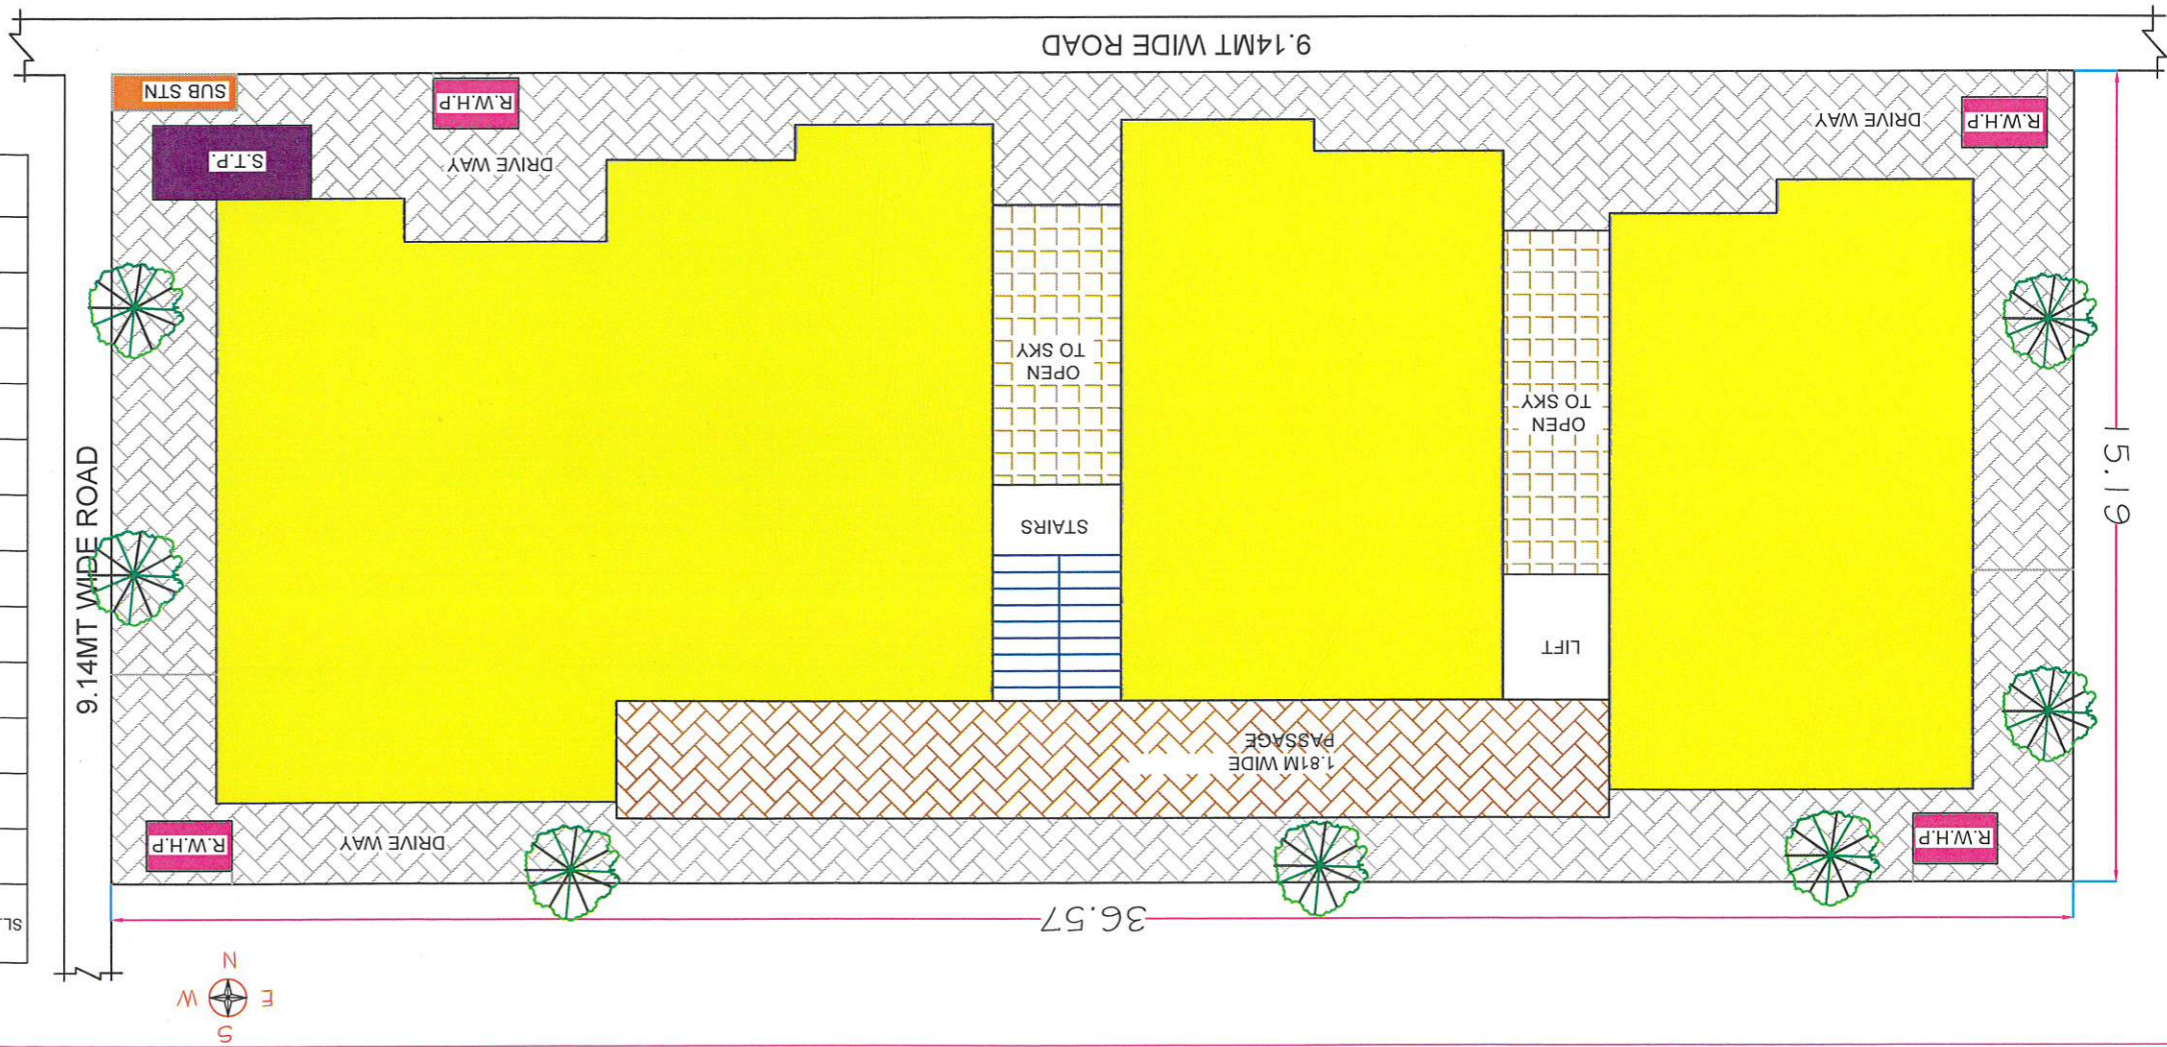 S
E W
N
SL.
36.57
R.W.H.P
DRIVE WAY
R.W.H.P
1.81M WIDE
PASSAGE
LIFT
STAIRS
15.19
OPEN
TO SKY
OPEN
TO SKY
9.14MT WIDE ROAD
DRIVE WAY
R.W.H.P
DRIVE WAY
S.T.P.
R.W.H.P
SUB STN
9.14MT WIDE ROAD